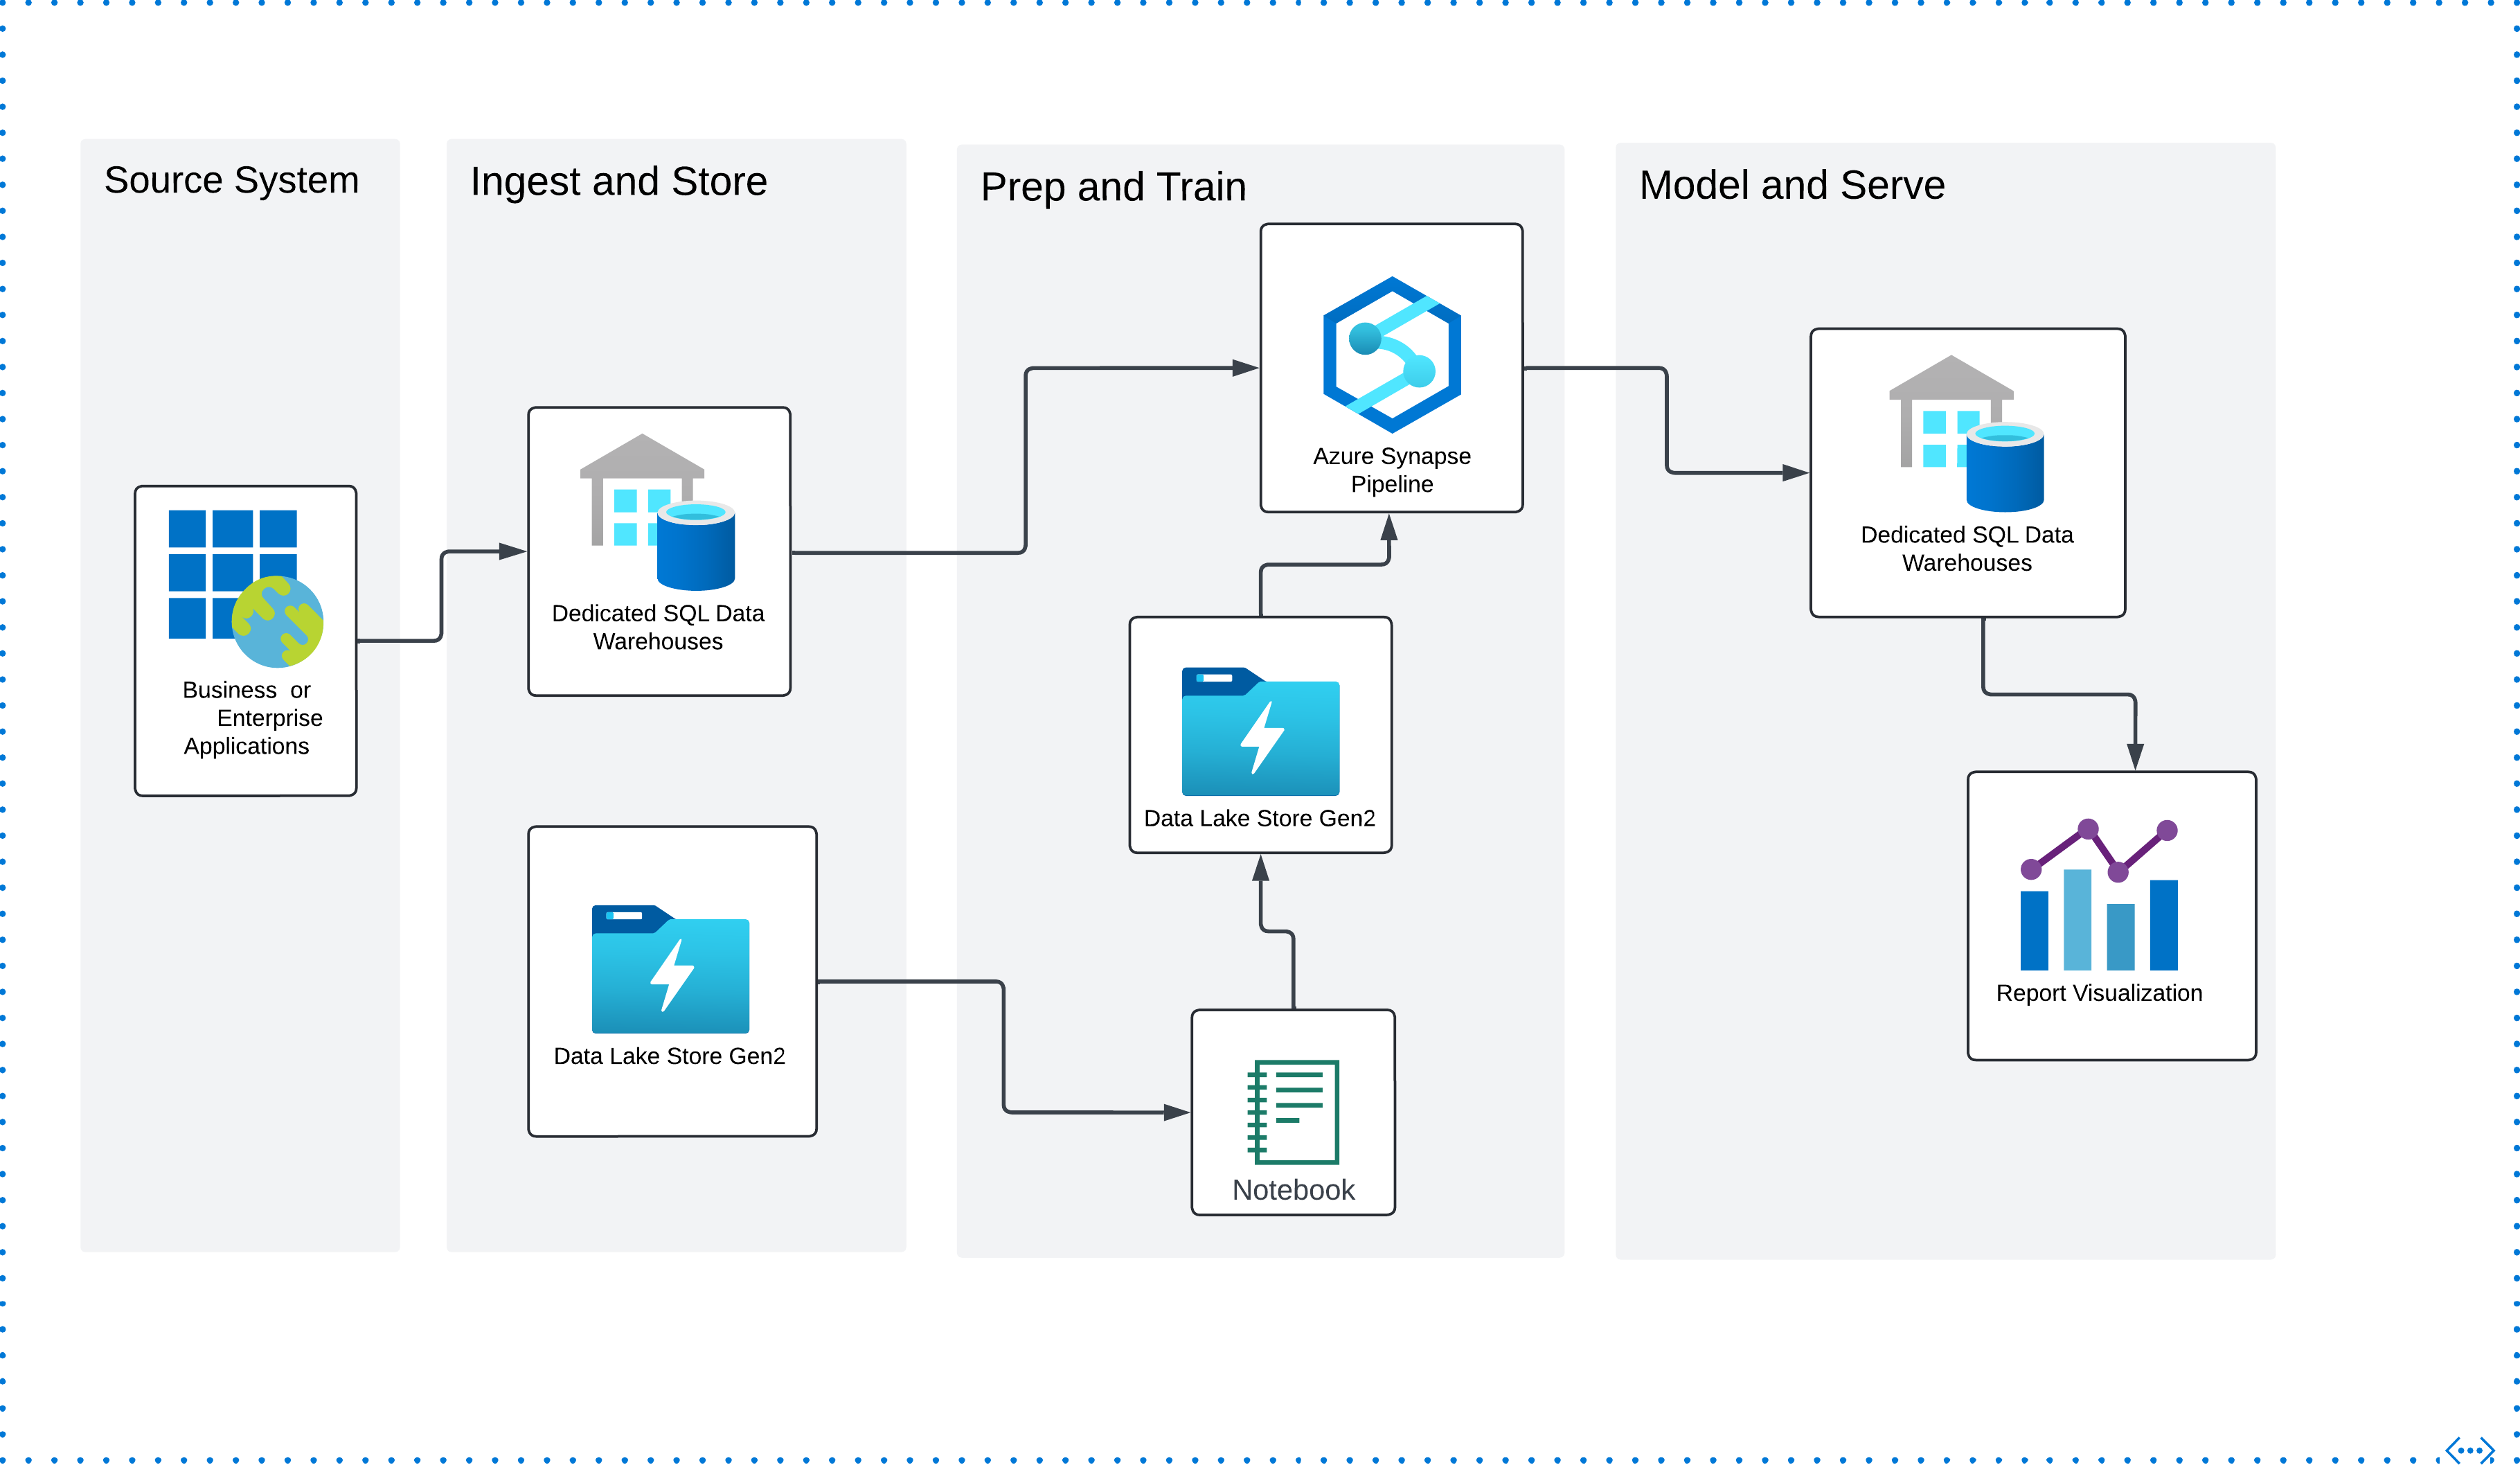 Source System
Business  or
Enterprise
Applications
Ingest and Store
Dedicated SQL Data
Warehouses
Data Lake Store Gen2
Prep and Train
Azure Synapse
Pipeline
Data Lake Store Gen2
Notebook
Model and Serve
Dedicated SQL Data
Warehouses
Report Visualization